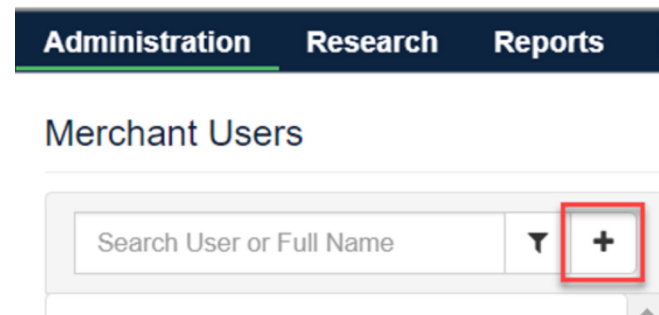 Administration Research Reports
Merchant Users
Search User or Full Name